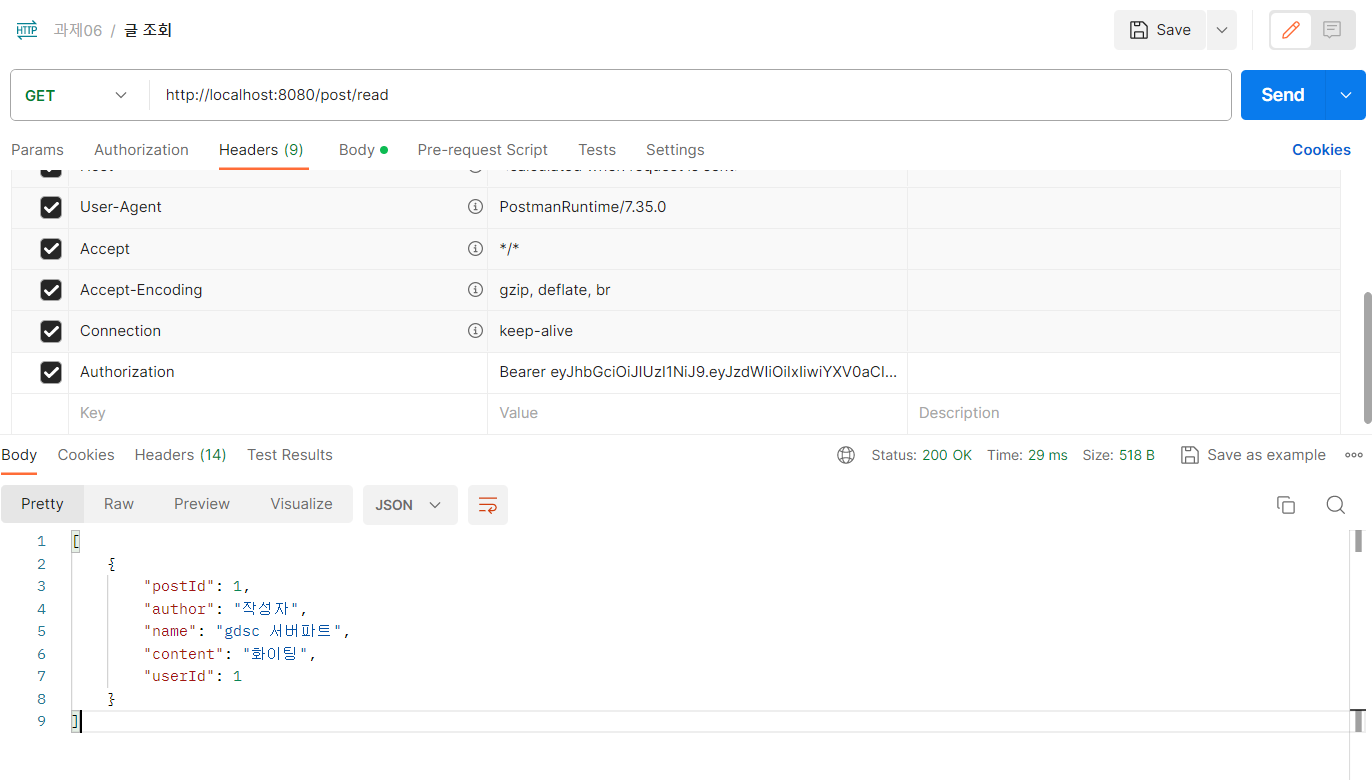 HTTP 과제06 / 글 조회 Save
GET http://localhost:8080/post/read Send
Params Authorization Headers (9) Body Pre-request Script Tests Settings Cookies
User-Agent PostmanRuntime/7.35.0
Accept */*
Accept-Encoding gzip, deflate, br
Connection keep-alive
Authorization Bearer eyJhbGciOiJIUzI1NiJ9.eyJzdWIiOiIxIiwiYXV0aCI...
Key Value Description
Body Cookies Headers (14) Test Results Status: 200 OK Time: 29 ms Size: 518 B Save as example
Pretty Raw Preview Visualize JSON
1 [
2 {
3 "postId": 1,
4 "author": "작성자",
5 "name": "gdsc 서버파트",
6 "content": "화이팅",
7 "userId": 1
8 }
9 ]